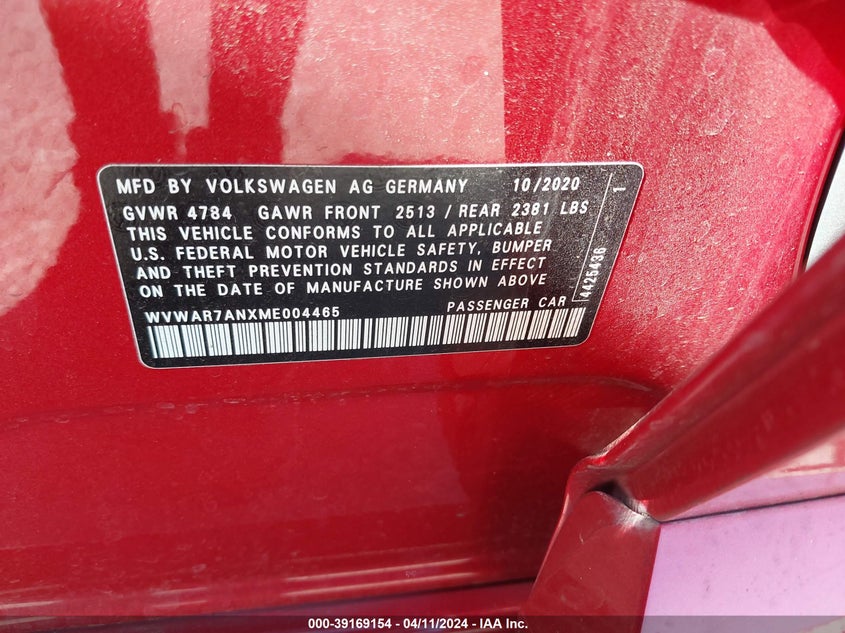 MFD BY VOLKSWAGEN AG GERMANY 10/2020
GVWR 4784 GAWR FRONT 2513 / REAR 2381 LBS
THIS VEHICLE CONFORMS TO ALL APPLICABLE
U.S. FEDERAL MOTOR VEHICLE SAFETY, BUMPER
AND THEFT PREVENTION STANDARDS IN EFFECT
ON THE DATE OF MANUFACTURE SHOWN ABOVE
WVWAR7ANXME004465 PASSENGER CAR
4425436 1
000-39169154 - 04/11/2024 - IAA Inc.